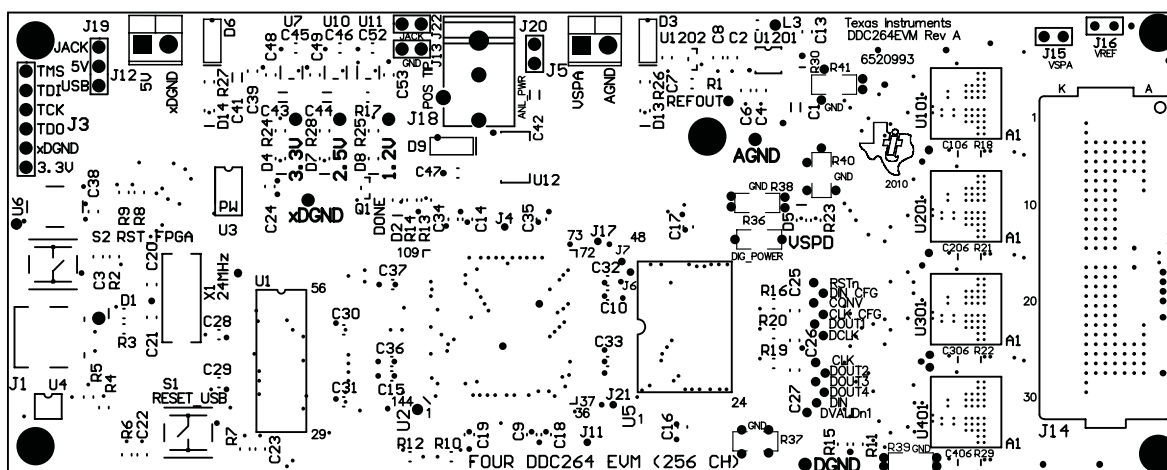 J19
JACK
5V
USB
J12
5V
xDGND
D6
U7 U10 U11
C48 C45 C49 C46 C52
J22
JACK
GND
J13
POS TIP
J18
J20
J5
ANL_PWR
VSPA
AGND
D3
U1202
C8 C2
U1201
L3
C13
Texas Instruments
DDC264EVM Rev A
6520993
J15
VSPA
J16
VREF
TMS
TDI
TCK
TDO
xDGND
3.3V
J3
D14 R27 C41 C39
C43 C44 R17
D4 R24 3.3V D7 R28 2.5V D8 R25 1.2V
C53
D9
C42
C47
U12
D13 R26 C7
R1
REFOUT
C6 C4
C1
GND
R30
R41
AGND
R40
GND
2010
U101
A1
C106 R18
K A
1
10
20
30
J14
U6
C38
R9 R8
PW
U3
C24
xDGND
Q1
DONE
D2 R14 R13
109
C34 C14 J4 C35
73
72
J17
48
J7
J6
C17
GND R38
R36
D5
R23
VSPD
DIG_POWER
U201
A1
C206 R21
S2 RST_FPGA
C3 R2
C20
D1
R3
C21
X1
24MHz
C28
C29
U1
56
29
C37
C30
C36
C31
C15
144
U2
1
C32
C10
C33
37
36
J21
U5
1
24
R16
R20
R19
C25
C26
C27
RSTn
DIN_CFG
CONV
CLK_CFG
DOUT1
DCLK
CLK
DOUT2
DOUT3
DOUT4
DIN
DVALIDn1
U301
A1
C306 R22
U401
A1
C406 R29
J1
U4
R5
R4
S1
RESET_USB
R6
C22
R7
C23
R12 R10
C19
C9 C18
J11
C16
GND
R37
R15
R11
R39 GND
DGND
FOUR DDC264 EVM (256 CH)